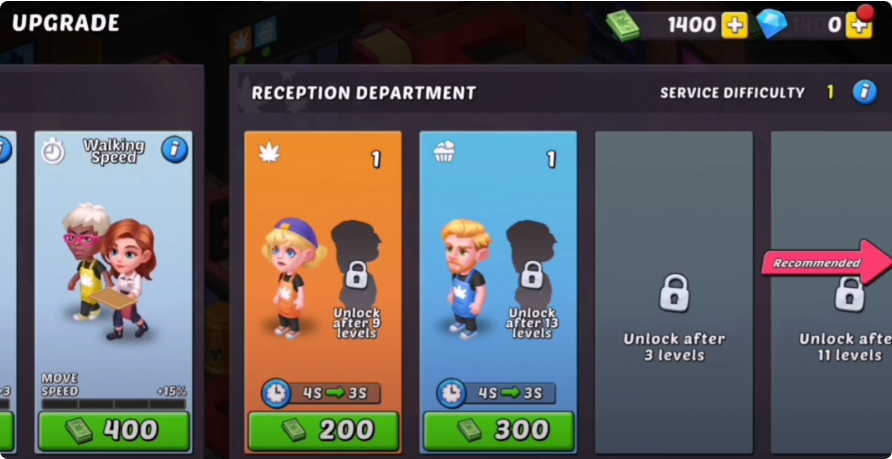 UPGRADE
1400
0
RECEPTION DEPARTMENT
SERVICE DIFFICULTY 1
Walking
Speed
MOVE
SPEED
+15%
400
+3
1
Unlock
after 9
levels
4S 3S
200
1
Unlock
after 13
levels
4S 3S
300
Unlock after
3 levels
Recommended
Unlock afte
11 levels